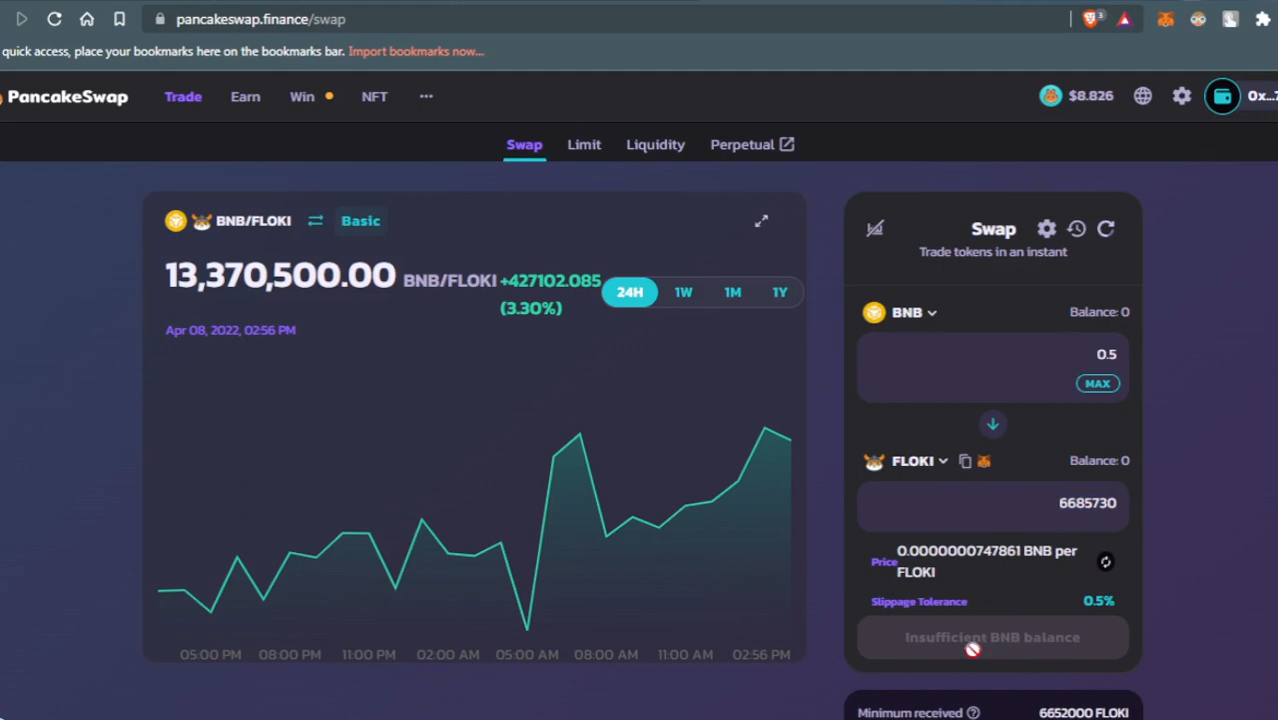 pancakeswap.finance/swap
3
quick access, place your bookmarks here on the bookmarks bar. Import bookmarks now...
PancakeSwap Trade Earn Win NFT ... $8.826
Swap Limit Liquidity Perpetual
BNB/FLOKI Basic
13,370,500.00 BNB/FLOKI +427102.085
(3.30%)
24H 1W 1M 1Y
Apr 08, 2022, 02:56 PM
05:00 PM 08:00 PM 11:00 PM 02:00 AM 05:00 AM 08:00 AM 11:00 AM 02:56 PM
Swap
Trade tokens in an instant
BNB Balance: 0
0.5
MAX
FLOKI Balance: 0
6685730
Price 0.0000000747861 BNB per
FLOKI
Slippage Tolerance 0.5%
Insufficient BNB balance
Minimum received 6652000 FLOKI